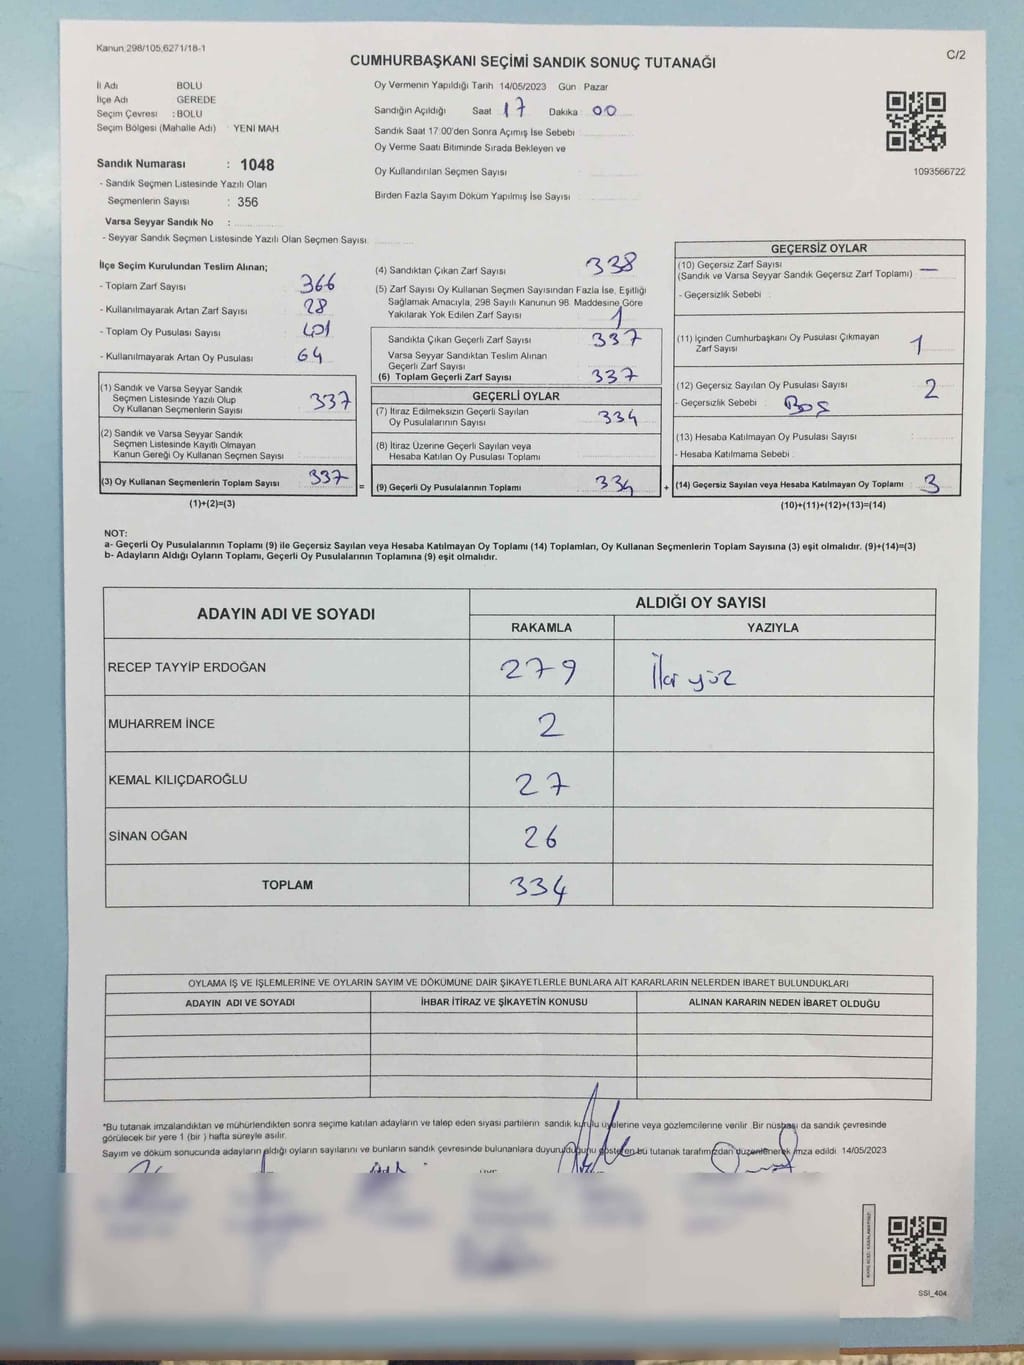 Kanun 298/105,6271/18-1
C/2
CUMHURBAŞKANI SEÇİMİ SANDIK SONUÇ TUTANAĞI
İl Adı BOLU
İlçe Adı GEREDE
Seçim Çevresi : BOLU
Seçim Bölgesi (Mahalle Adı) YENİ MAH
Sandık Numarası : 1048
- Sandık Seçmen Listesinde Yazılı Olan
Seçmenlerin Sayısı : 356
Varsa Seyyar Sandık No :
- Seyyar Sandık Seçmen Listesinde Yazılı Olan Seçmen Sayısı
Oy Vermenin Yapıldığı Tarih 14/05/2023 Gün Pazar
Sandığın Açıldığı Saat 17 Dakika 00
Sandık Saat 17:00'den Sonra Açılmış İse Sebebi
Oy Verme Saati Bitiminde Sırada Bekleyen ve
Oy Kullandırılan Seçmen Sayısı
Birden Fazla Sayım Döküm Yapılmış İse Sayısı
1093566722
İlçe Seçim Kurulundan Teslim Alınan;
- Toplam Zarf Sayısı 366
- Kullanılmayarak Artan Zarf Sayısı 28
- Toplam Oy Pusulası Sayısı 401
- Kullanılmayarak Artan Oy Pusulası 64
(1) Sandık ve Varsa Seyyar Sandık
Seçmen Listesinde Yazılı Olup
Oy Kullanan Seçmenlerin Sayısı 337
(2) Sandık ve Varsa Seyyar Sandık
Seçmen Listesinde Kayıtlı Olmayan
Kanun Gereği Oy Kullanan Seçmen Sayısı
(3) Oy Kullanan Seçmenlerin Toplam Sayısı 337
(1)+(2)=(3)
(4) Sandıktan Çıkan Zarf Sayısı 338
(5) Zarf Sayısı Oy Kullanan Seçmen Sayısından Fazla İse, Eşitliği
Sağlamak Amacıyla, 298 Sayılı Kanunun 98. Maddesine Göre
Yakılarak Yok Edilen Zarf Sayısı 1
Sandıkta Çıkan Geçerli Zarf Sayısı 337
Varsa Seyyar Sandıktan Teslim Alınan
Geçerli Zarf Sayısı
(6) Toplam Geçerli Zarf Sayısı 337
GEÇERLİ OYLAR
(7) İtiraz Edilmeksizin Geçerli Sayılan
Oy Pusulalarının Sayısı 334
(8) İtiraz Üzerine Geçerli Sayılan veya
Hesaba Katılan Oy Pusulası Toplamı
= (9) Geçerli Oy Pusulalarının Toplamı 334 +
GEÇERSİZ OYLAR
(10) Geçersiz Zarf Sayısı
(Sandık ve Varsa Seyyar Sandık Geçersiz Zarf Toplamı) —
- Geçersizlik Sebebi :
(11) İçinden Cumhurbaşkanı Oy Pusulası Çıkmayan
Zarf Sayısı 1
(12) Geçersiz Sayılan Oy Pusulası Sayısı 2
- Geçersizlik Sebebi : Boş
(13) Hesaba Katılmayan Oy Pusulası Sayısı :
- Hesaba Katılmama Sebebi
(14) Geçersiz Sayılan veya Hesaba Katılmayan Oy Toplamı : 3
(10)+(11)+(12)+(13)=(14)
NOT:
a- Geçerli Oy Pusulalarının Toplamı (9) ile Geçersiz Sayılan veya Hesaba Katılmayan Oy Toplamı (14) Toplamları, Oy Kullanan Seçmenlerin Toplam Sayısına (3) eşit olmalıdır. (9)+(14)=(3)
b- Adayların Aldığı Oyların Toplamı, Geçerli Oy Pusulalarının Toplamına (9) eşit olmalıdır.
ADAYIN ADI VE SOYADI
ALDIĞI OY SAYISI
RAKAMLA YAZIYLA
RECEP TAYYİP ERDOĞAN 279 İki yüz
MUHARREM İNCE 2
KEMAL KILIÇDAROĞLU 27
SİNAN OĞAN 26
TOPLAM 334
OYLAMA İŞ VE İŞLEMLERİNE VE OYLARIN SAYIM VE DÖKÜMÜNE DAİR ŞİKAYETLERLE BUNLARA AİT KARARLARIN NELERDEN İBARET BULUNDUKLARI
ADAYIN ADI VE SOYADI İHBAR İTİRAZ VE ŞİKAYETİN KONUSU ALINAN KARARIN NEDEN İBARET OLDUĞU
*Bu tutanak imzalandıktan ve mühürlendikten sonra seçime katılan adayların ve talep eden siyasi partilerin sandık kurulu üyelerine veya gözlemcilerine verilir .Bir nüshası da sandık çevresinde
görülecek bir yere 1 (bir ) hafta süreyle asılır.
Sayım ve döküm sonucunda adayların aldığı oyların sayılarını ve bunların sandık çevresinde bulunanlara duyurulduğunu gösteren bu tutanak tarafımızdan düzenlenerek imza edildi. 14/05/2023
SSI_404